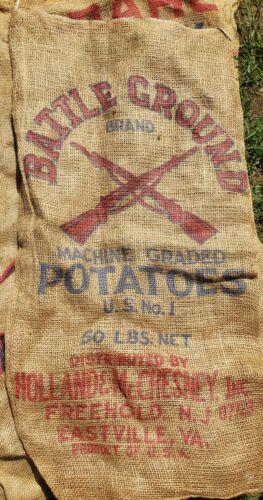 BATTLE GROUND
BRAND
MACHINE GRADED
POTATOES
U.S. No. 1
50 LBS. NET
DISTRIBUTED BY
HOLLAND & McCHESNEY, INC.
FREEHOLD, N.J. 07728
EASTVILLE, VA.
PRODUCT OF U.S.A.